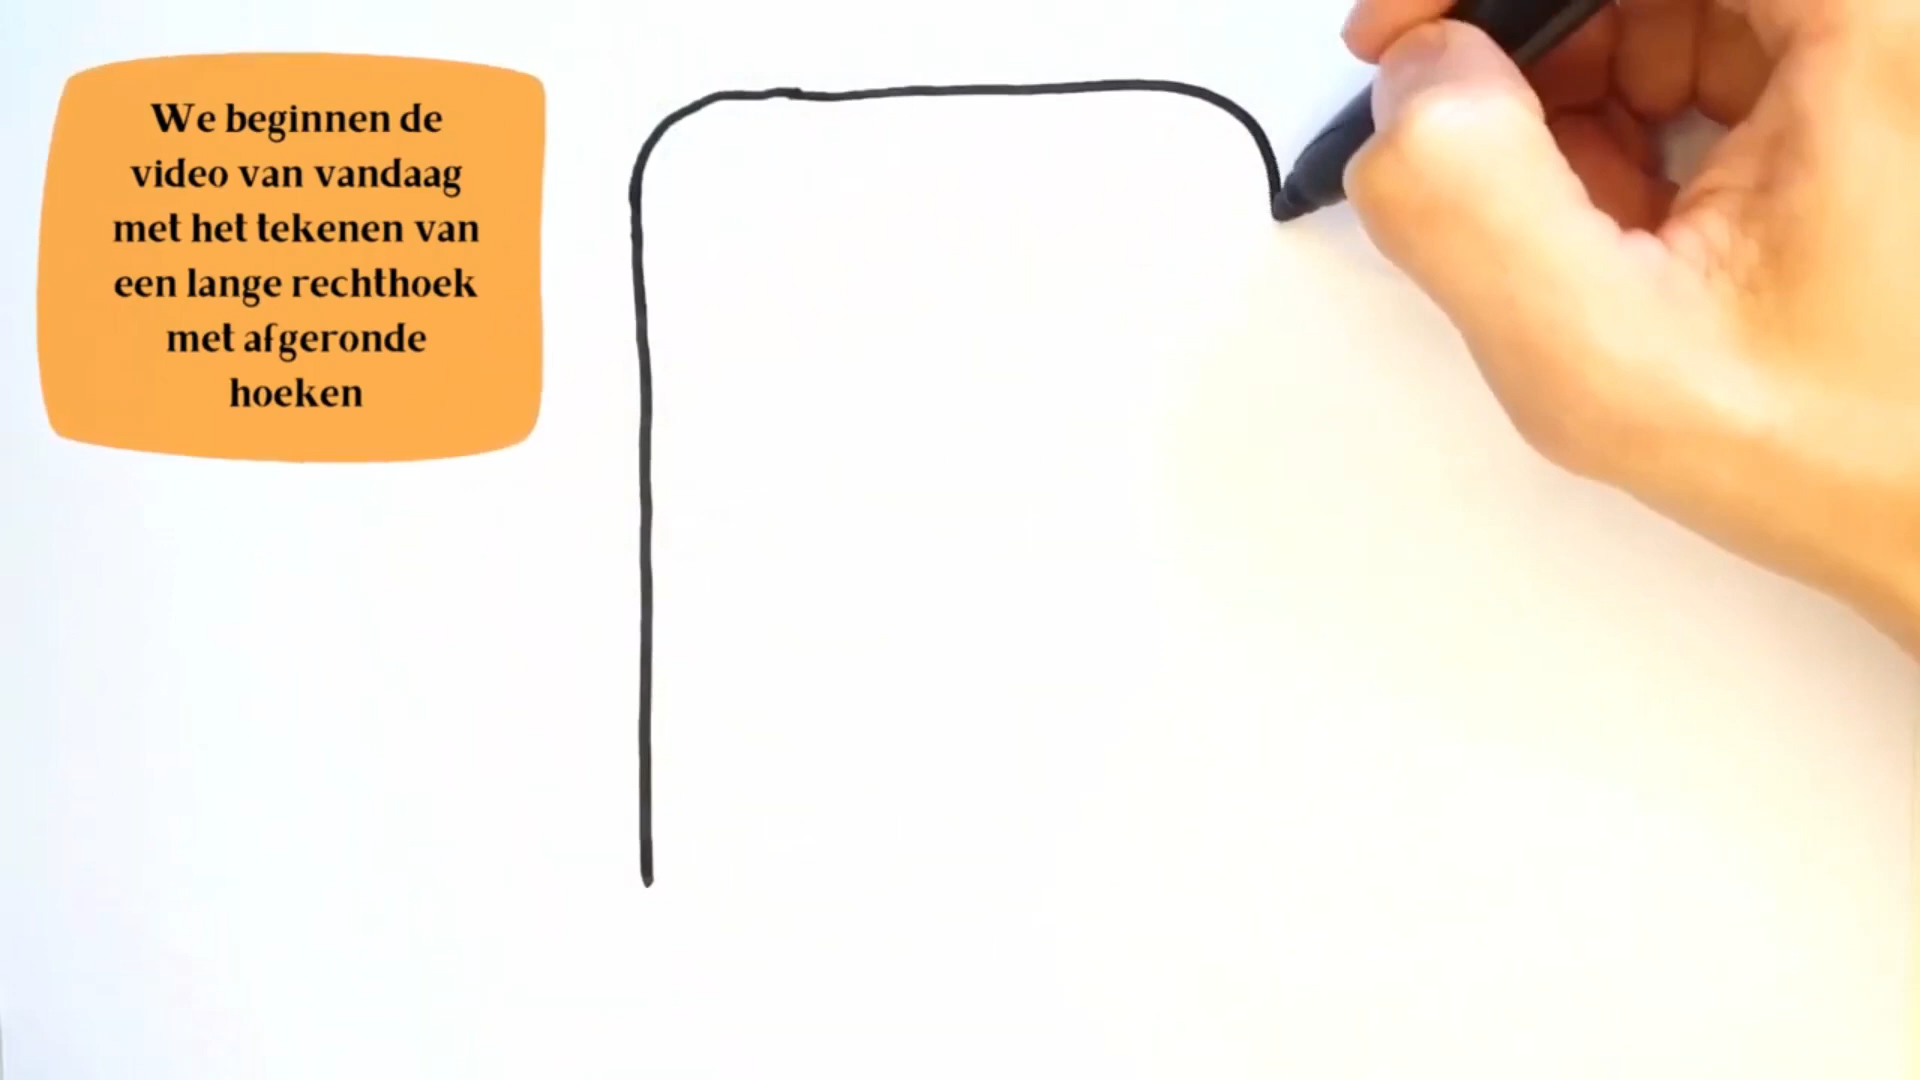 We beginnen de
video van vandaag
met het tekenen van
een lange rechthoek
met afgeronde
hoeken